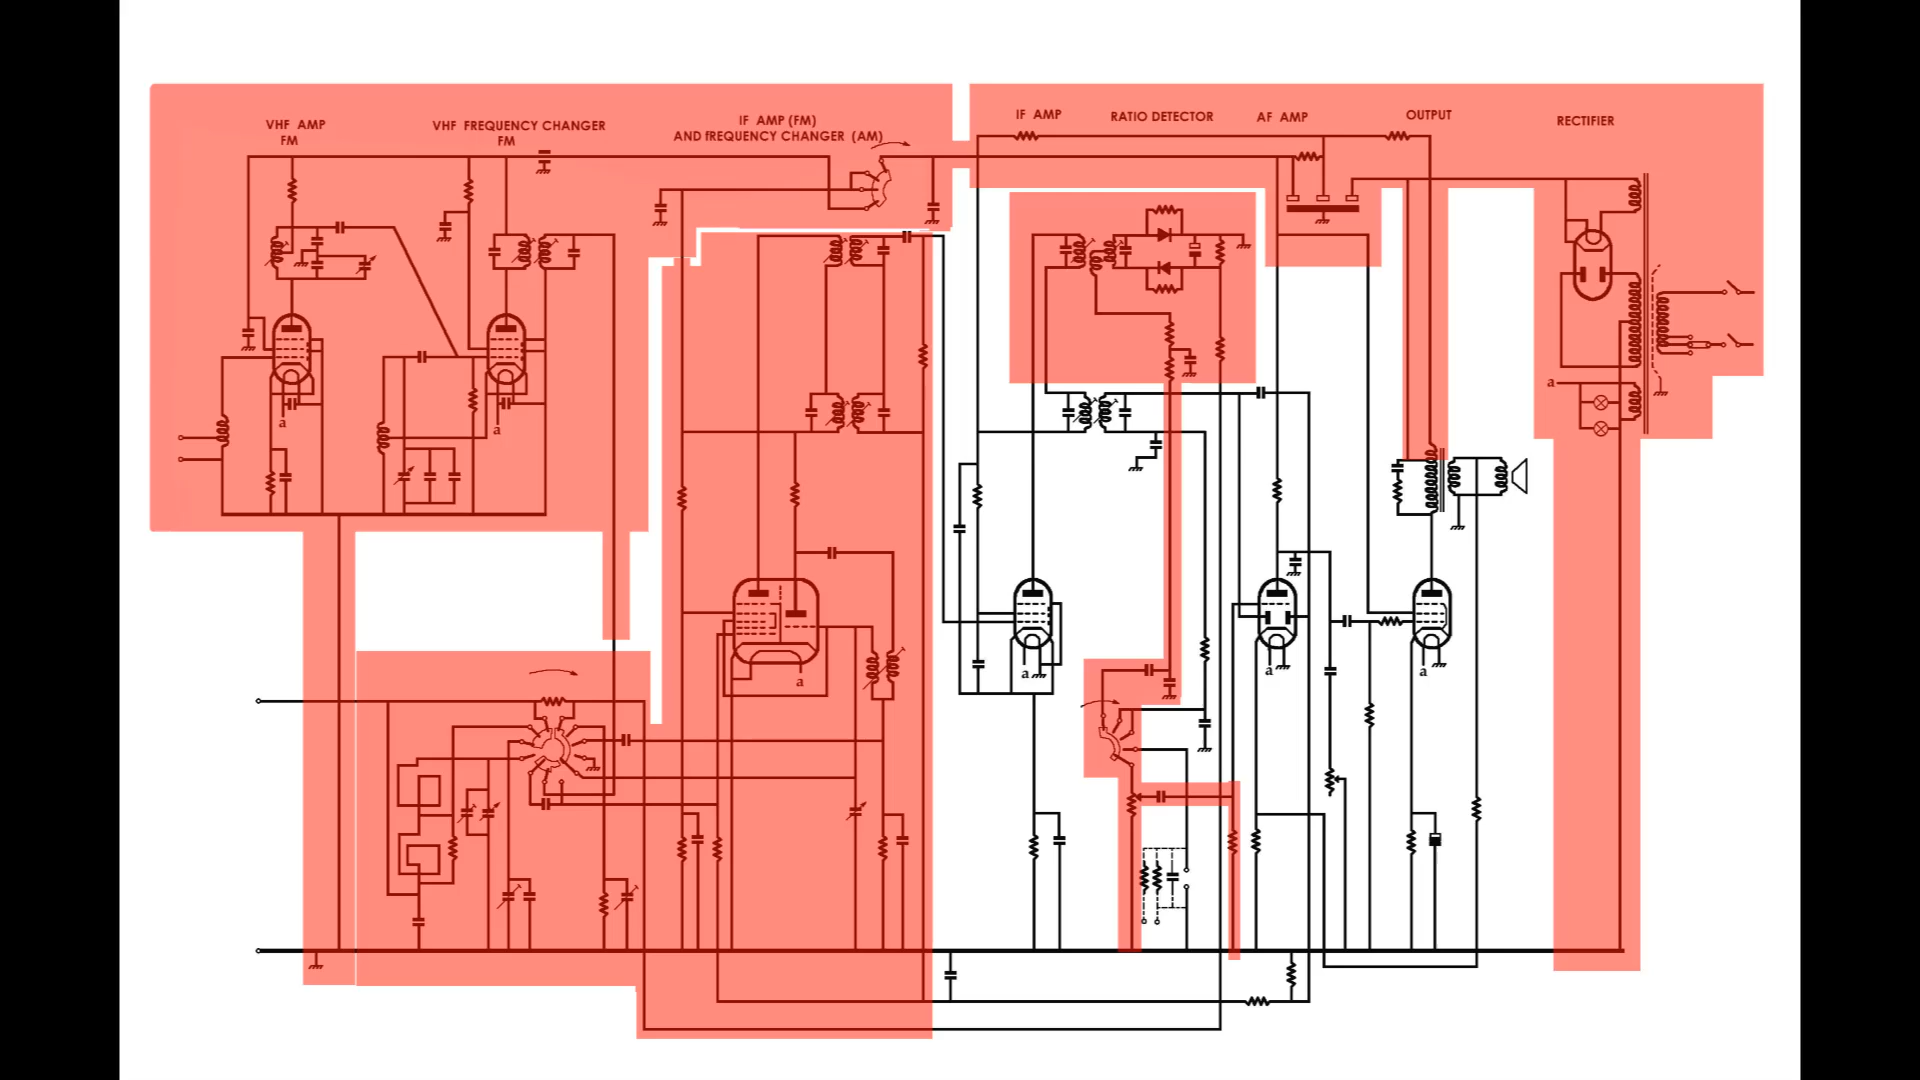 VHF AMP
FM
VHF FREQUENCY CHANGER
FM
IF AMP (FM)
AND fREQUENCY CHANGER (AM)
IF AMP
RATIO DETECTOR
AF AMP
OUTPUT
RECTIFIER
a
a
a
a
a
a
a